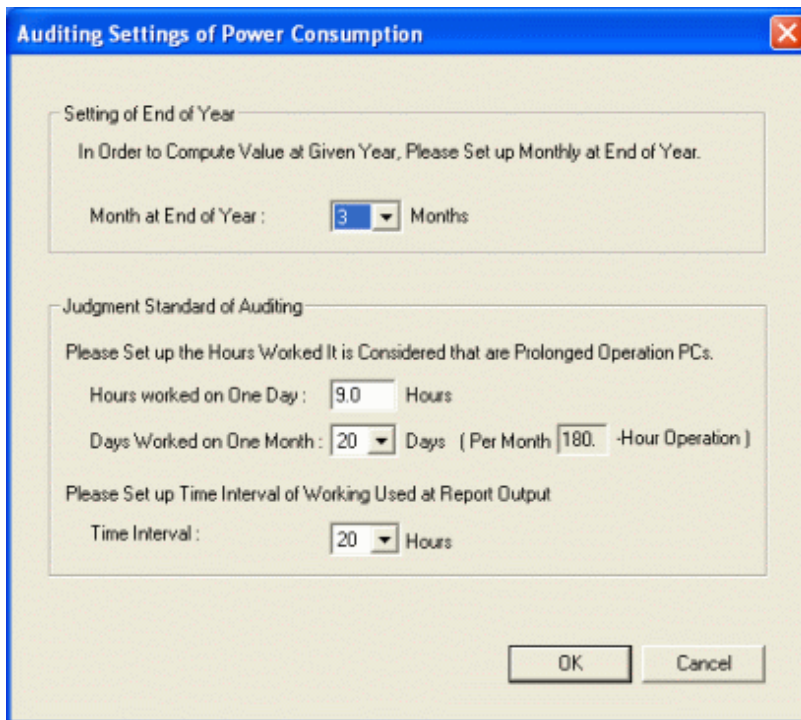 Auditing Settings of Power Consumption
Setting of End of Year
In Order to Compute Value at Given Year, Please Set up Monthly at End of Year.
Month at End of Year : 3 Months
Judgment Standard of Auditing
Please Set up the Hours Worked It is Considered that are Prolonged Operation PCs.
Hours worked on One Day : 9.0 Hours
Days Worked on One Month : 20 Days ( Per Month 180. -Hour Operation )
Please Set up Time Interval of Working Used at Report Output
Time Interval : 20 Hours
OK Cancel